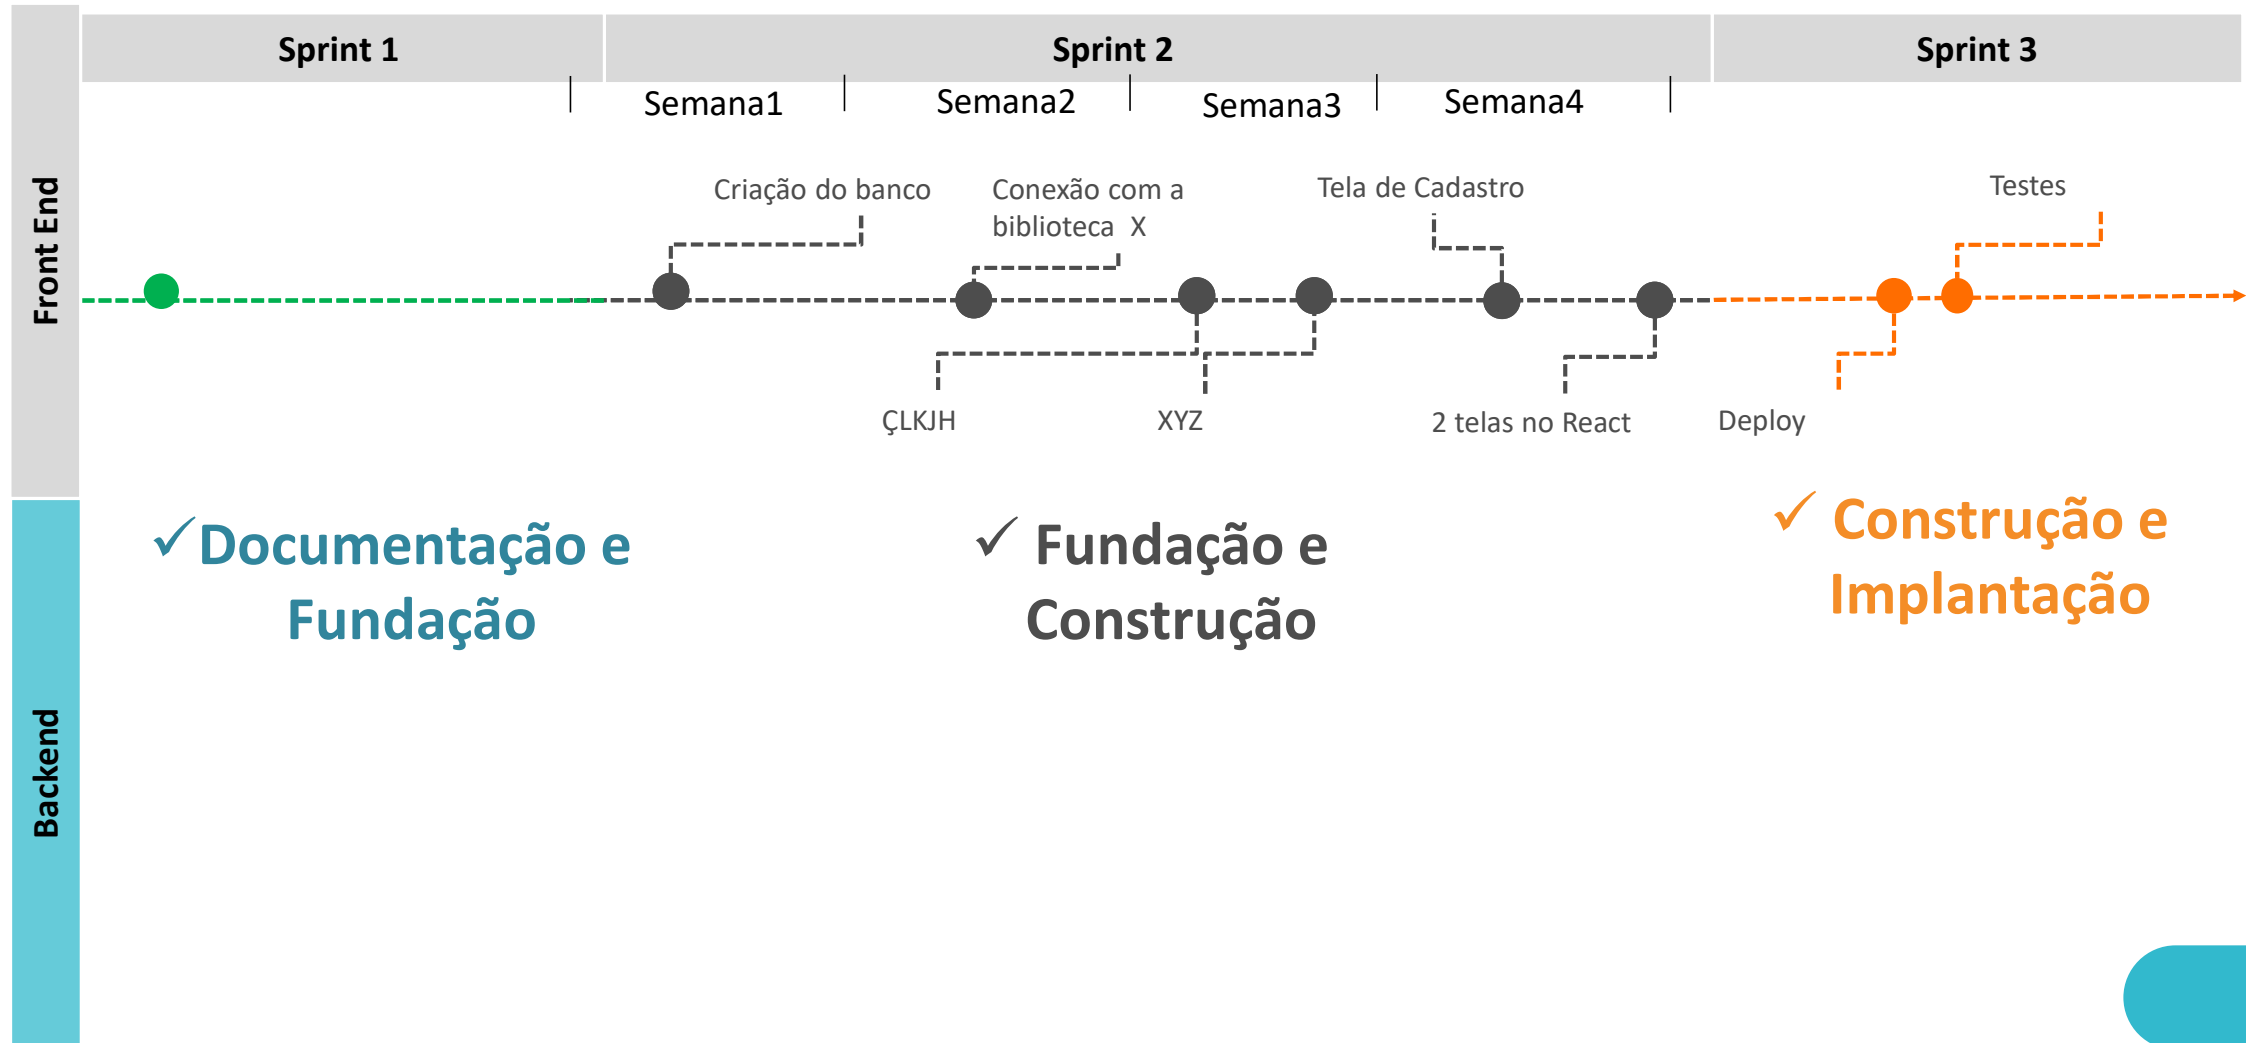 Sprint 1
Sprint 2
Sprint 3
Semana1
Semana2
Semana3
Semana4
Front End
Criação do banco
Conexão com a
biblioteca X
Tela de Cadastro
Testes
ÇLKJH
XYZ
2 telas no React
Deploy
✓Documentação e
Fundação
✓ Fundação e
Construção
✓ Construção e
Implantação
Backend